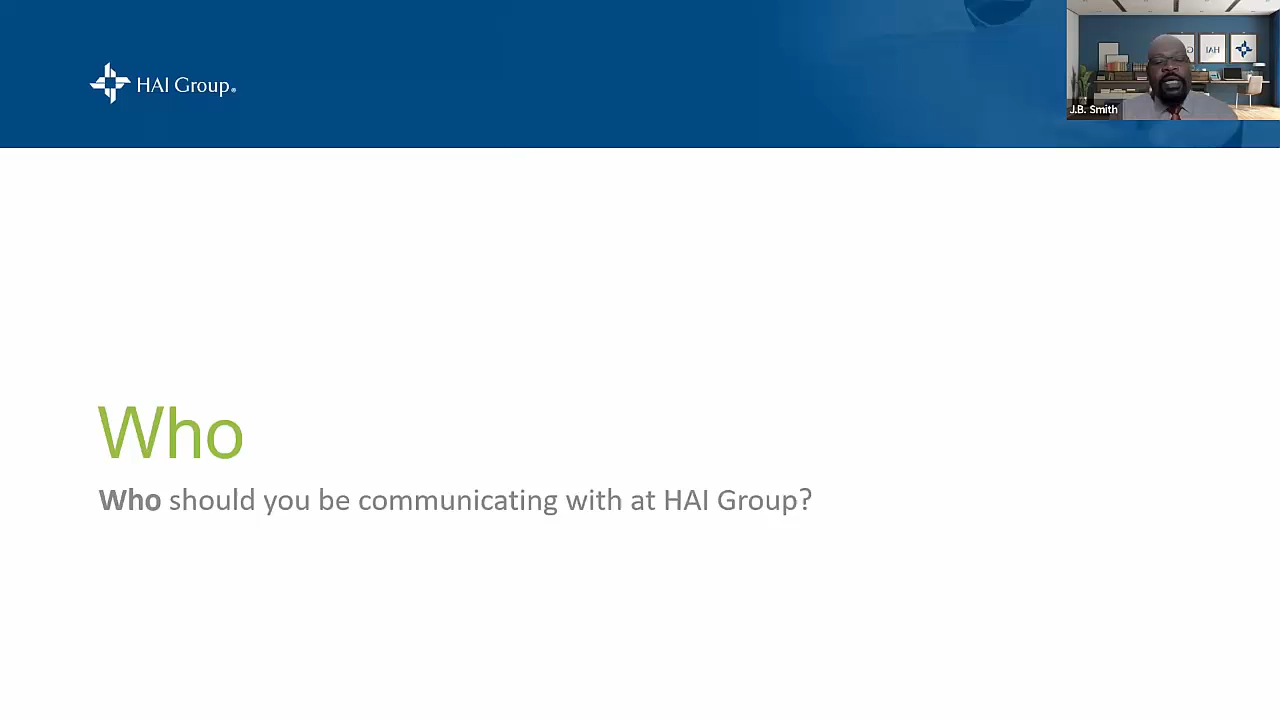 HAI Group®
J.B. Smith
Who
Who should you be communicating with at HAI Group?